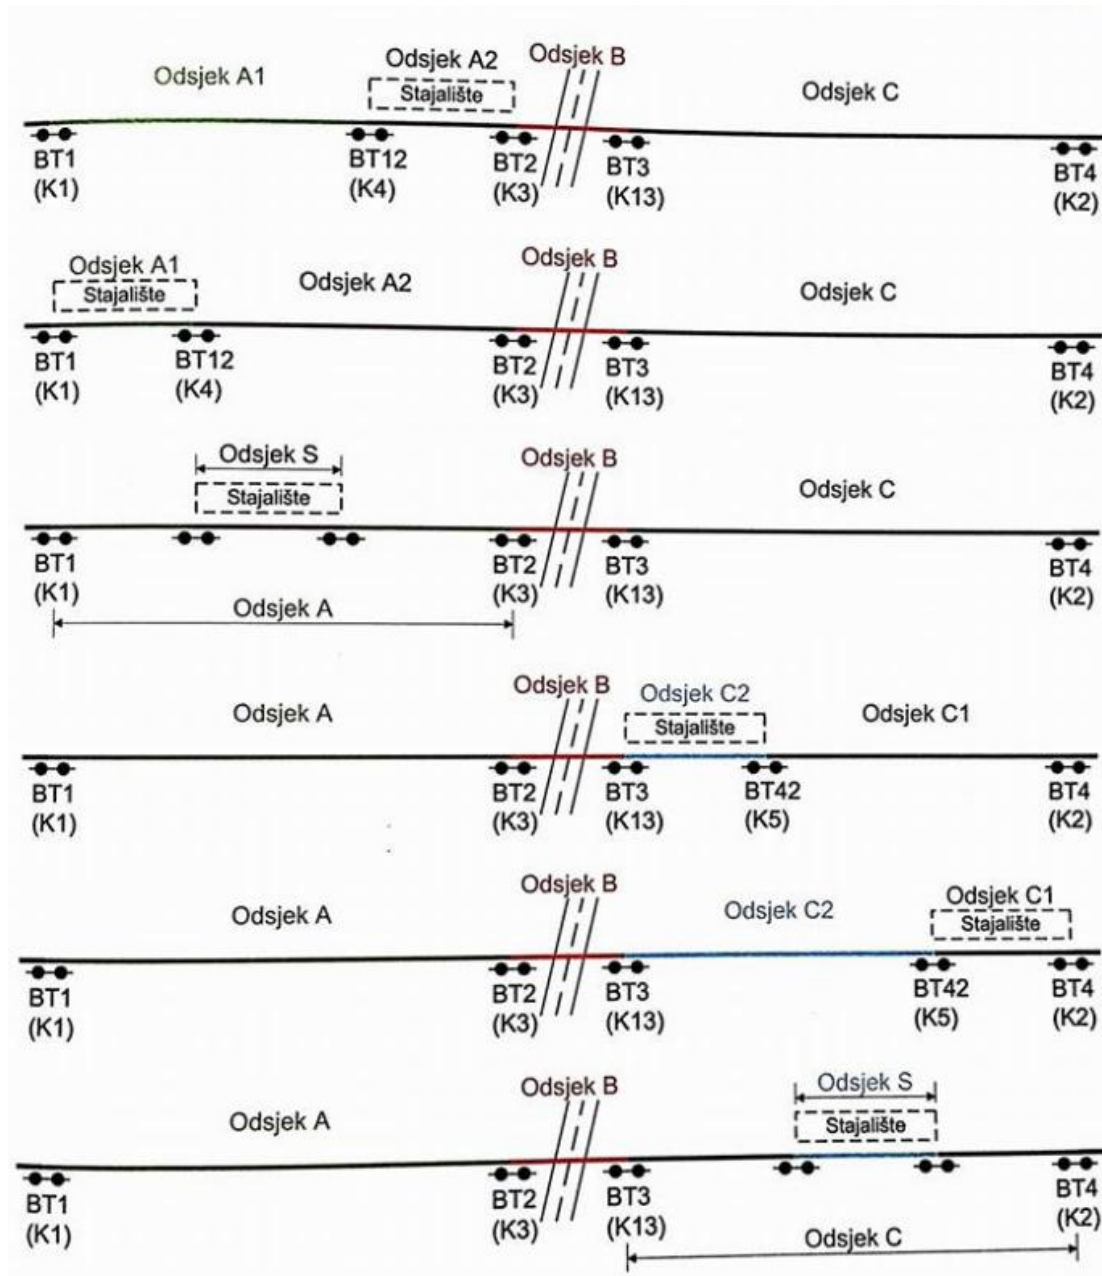 Odsjek A1
Odsjek A2
Odsjek B
Odsjek C
Stajalište
BT1
(K1)
BT12
(K4)
BT2
(K3)
BT3
(K13)
BT4
(K2)
Odsjek A1
Odsjek A2
Odsjek B
Odsjek C
Stajalište
BT1
(K1)
BT12
(K4)
BT2
(K3)
BT3
(K13)
BT4
(K2)
Odsjek S
Odsjek B
Odsjek C
Stajalište
BT1
(K1)
BT2
(K3)
BT3
(K13)
BT4
(K2)
Odsjek A
Odsjek A
Odsjek B
Odsjek C2
Odsjek C1
Stajalište
BT1
(K1)
BT2
(K3)
BT3
(K13)
BT42
(K5)
BT4
(K2)
Odsjek A
Odsjek B
Odsjek C2
Odsjek C1
Stajalište
BT1
(K1)
BT2
(K3)
BT3
(K13)
BT42
(K5)
BT4
(K2)
Odsjek A
Odsjek B
Odsjek S
Stajalište
BT1
(K1)
BT2
(K3)
BT3
(K13)
BT4
(K2)
Odsjek C